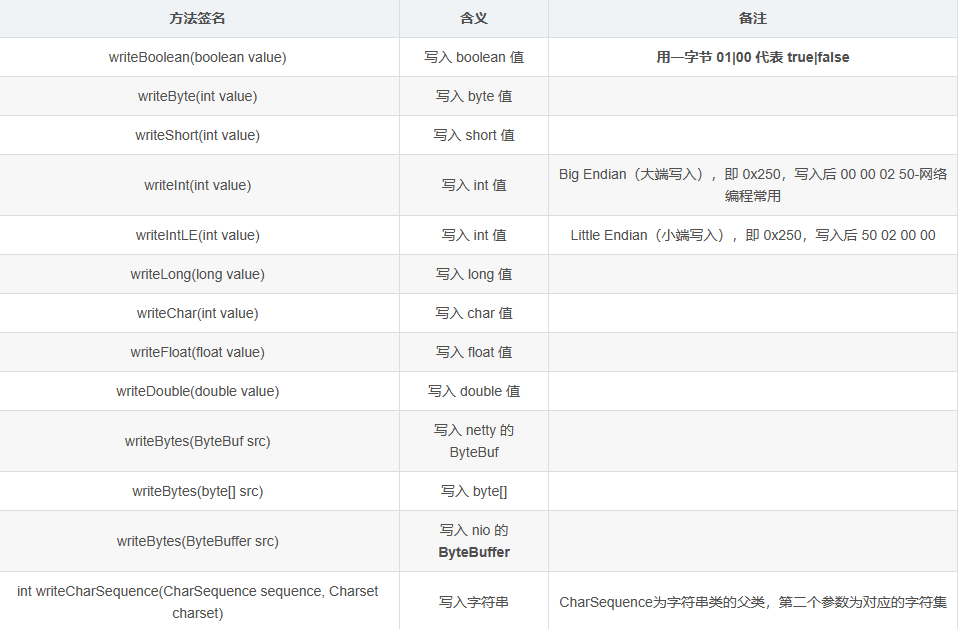 方法签名 含义 备注
writeBoolean(boolean value) 写入 boolean 值 用一字节 01|00 代表 true|false
writeByte(int value) 写入 byte 值
writeShort(int value) 写入 short 值
writeInt(int value) 写入 int 值 Big Endian（大端写入），即 0x250，写入后 00 00 02 50-网络
编程常用
writeIntLE(int value) 写入 int 值 Little Endian（小端写入），即 0x250，写入后 50 02 00 00
writeLong(long value) 写入 long 值
writeChar(int value) 写入 char 值
writeFloat(float value) 写入 float 值
writeDouble(double value) 写入 double 值
writeBytes(ByteBuf src) 写入 netty 的
ByteBuf
writeBytes(byte[] src) 写入 byte[]
writeBytes(ByteBuffer src) 写入 nio 的
ByteBuffer
int writeCharSequence(CharSequence sequence, Charset
charset) 写入字符串 CharSequence为字符串类的父类，第二个参数为对应的字符集